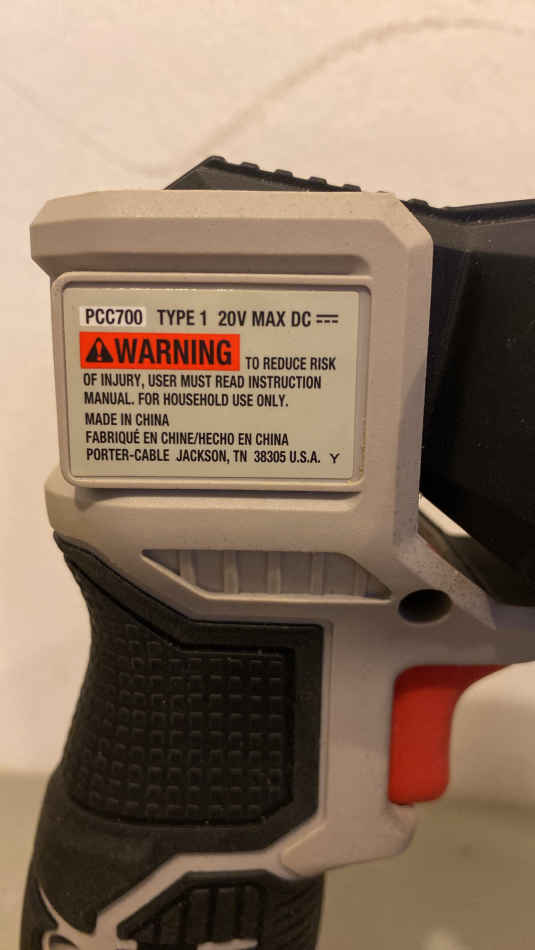 PCC700 TYPE 1 20V MAX DC ⎓
⚠WARNING TO REDUCE RISK
OF INJURY, USER MUST READ INSTRUCTION
MANUAL. FOR HOUSEHOLD USE ONLY.
MADE IN CHINA
FABRIQUÉ EN CHINE/HECHO EN CHINA
PORTER-CABLE JACKSON, TN 38305 U.S.A. Y